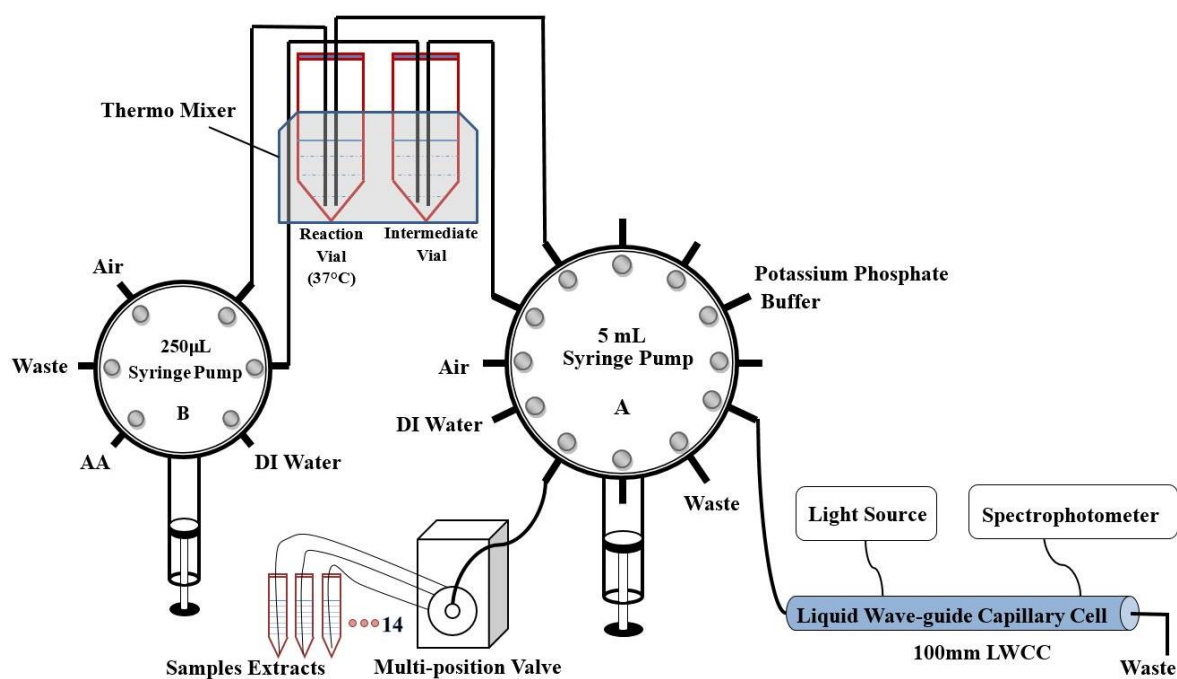 Thermo Mixer
Reaction
Vial
(37°C)
Intermediate
Vial
Air
Waste
250µL
Syringe Pump
B
AA
DI Water
Potassium Phosphate
Buffer
5 mL
Syringe Pump
A
Air
DI Water
Waste
Light Source
Spectrophotometer
Liquid Wave-guide Capillary Cell
100mm LWCC
Waste
14
Samples Extracts
Multi-position Valve